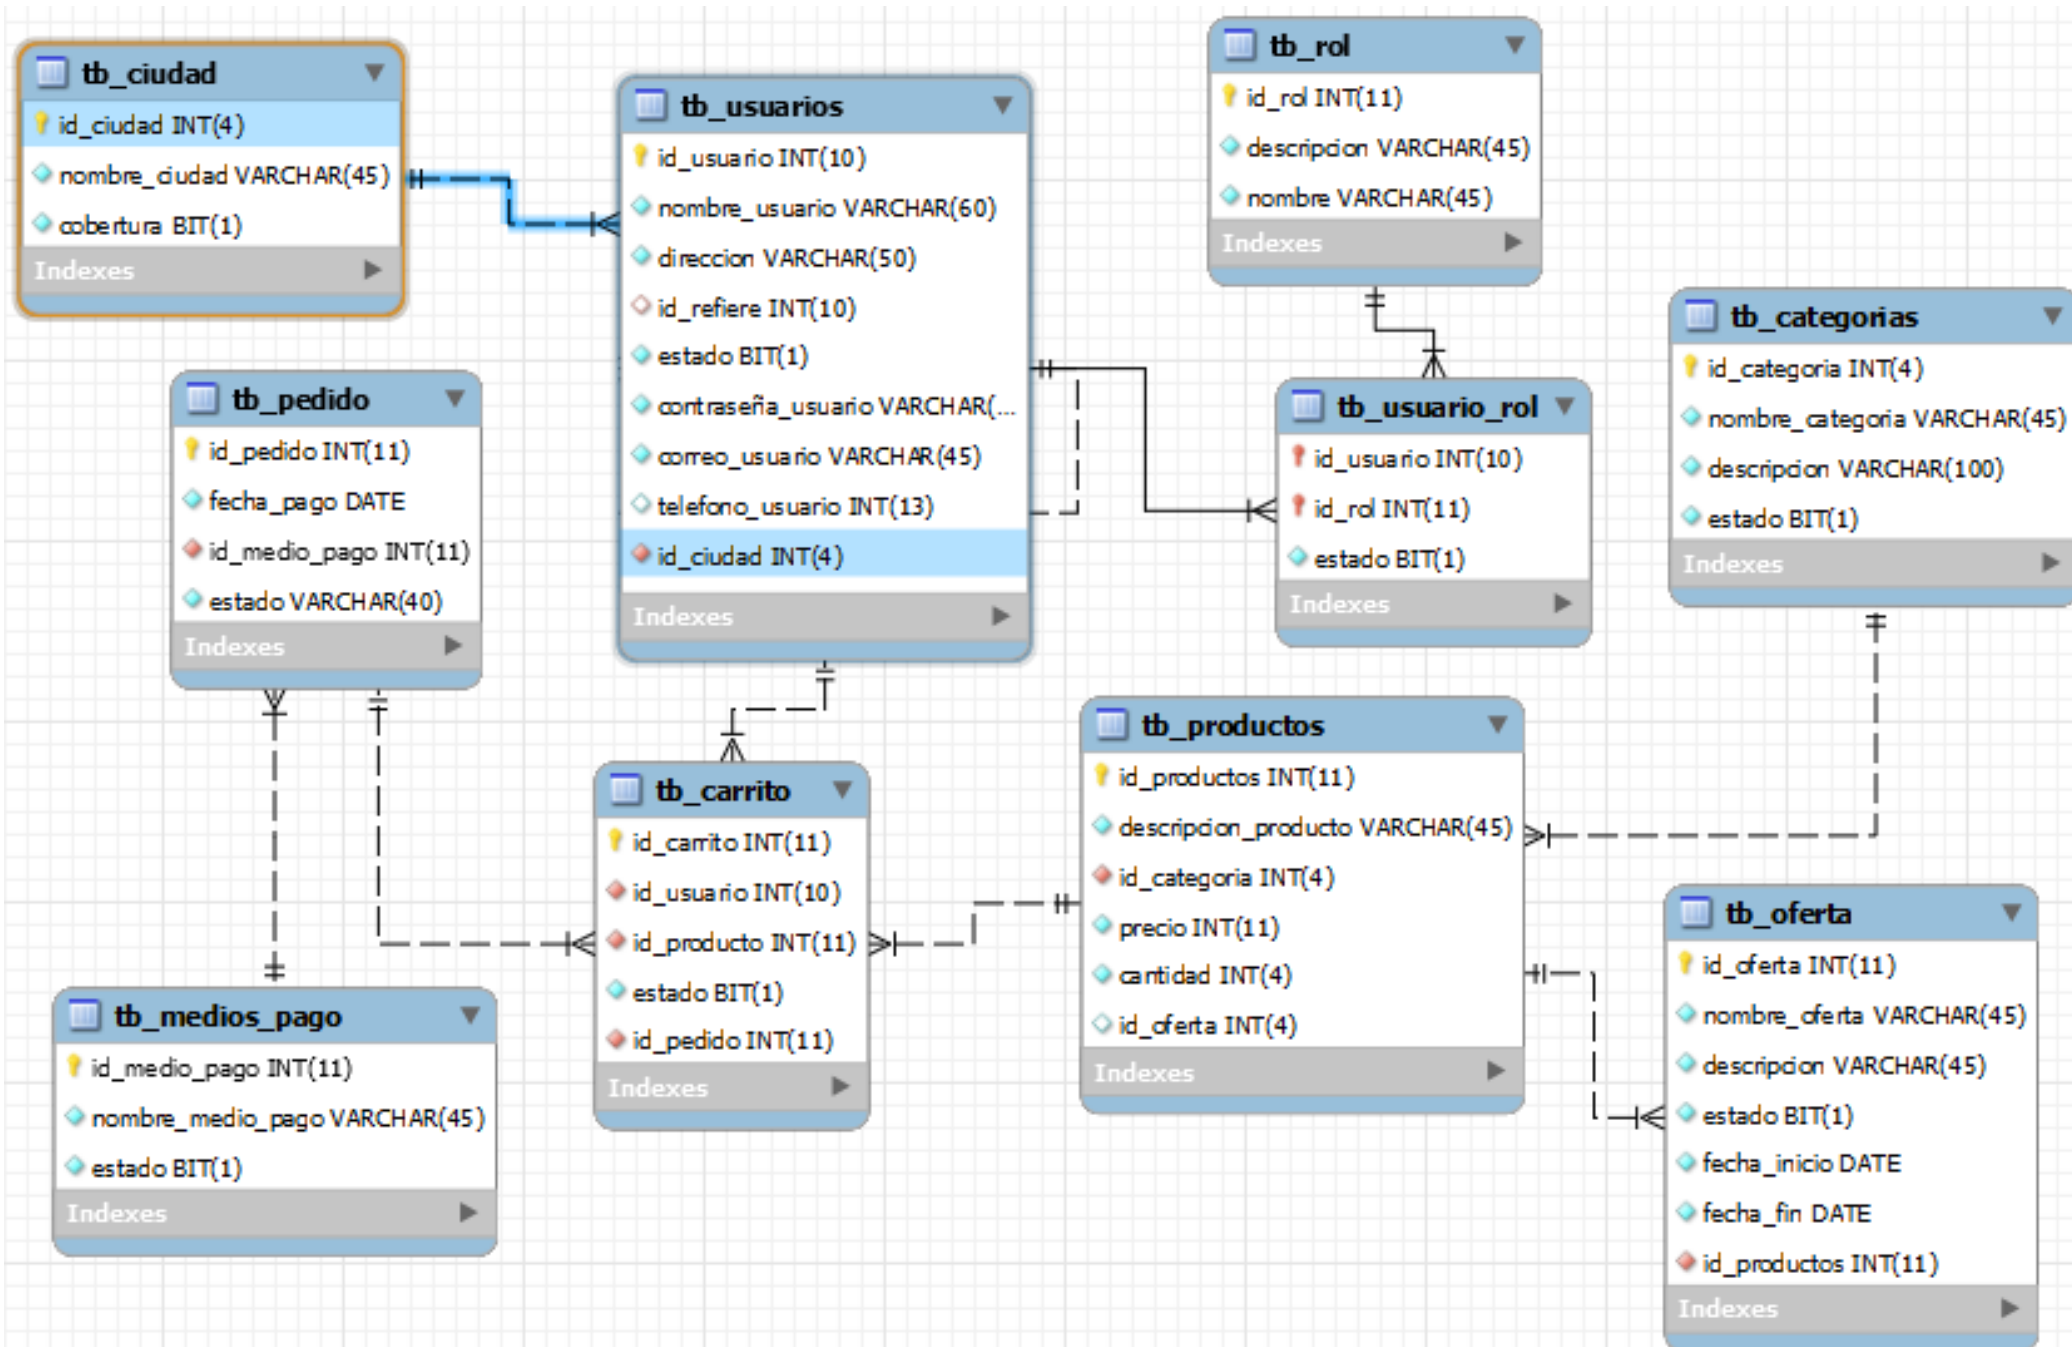 tb_ciudad
id_ciudad INT(4)
nombre_ciudad VARCHAR(45)
cobertura BIT(1)
Indexes
tb_usuarios
id_usuario INT(10)
nombre_usuario VARCHAR(60)
direccion VARCHAR(50)
id_refiere INT(10)
estado BIT(1)
contraseña_usuario VARCHAR(...
correo_usuario VARCHAR(45)
telefono_usuario INT(13)
id_ciudad INT(4)
Indexes
tb_rol
id_rol INT(11)
descripcion VARCHAR(45)
nombre VARCHAR(45)
Indexes
tb_categorias
id_categoria INT(4)
nombre_categoria VARCHAR(45)
descripcion VARCHAR(100)
estado BIT(1)
Indexes
tb_pedido
id_pedido INT(11)
fecha_pago DATE
id_medio_pago INT(11)
estado VARCHAR(40)
Indexes
tb_usuario_rol
id_usuario INT(10)
id_rol INT(11)
estado BIT(1)
Indexes
tb_productos
id_productos INT(11)
descripcion_producto VARCHAR(45)
id_categoria INT(4)
precio INT(11)
cantidad INT(4)
id_oferta INT(4)
Indexes
tb_carrito
id_carrito INT(11)
id_usuario INT(10)
id_producto INT(11)
estado BIT(1)
id_pedido INT(11)
Indexes
tb_oferta
id_oferta INT(11)
nombre_oferta VARCHAR(45)
descripcion VARCHAR(45)
estado BIT(1)
fecha_inicio DATE
fecha_fin DATE
id_productos INT(11)
Indexes
tb_medios_pago
id_medio_pago INT(11)
nombre_medio_pago VARCHAR(45)
estado BIT(1)
Indexes